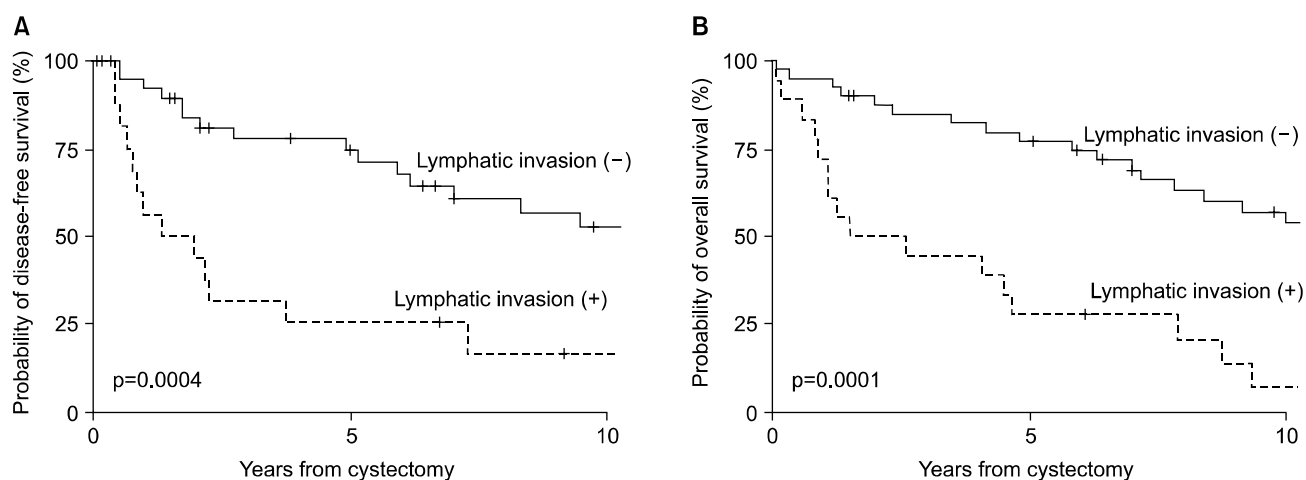 A
Probability of disease-free survival (%)
100
75
50
25
0
Lymphatic invasion (−)
Lymphatic invasion (+)
p=0.0004
0 5 10
Years from cystectomy
B
Probability of overall survival (%)
100
75
50
25
0
Lymphatic invasion (−)
Lymphatic invasion (+)
p=0.0001
0 5 10
Years from cystectomy